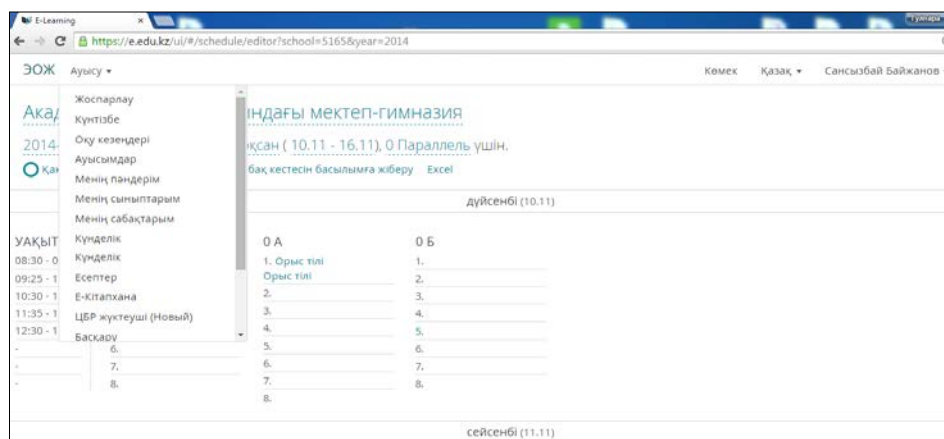 E-Learning
Гүлнара
https://e.edu.kz/ui/#/schedule/editor?school=5165&year=2014
ЭОЖ Ауысу Көмек Қазақ Сансызбай Байжанов
Жоспарлау
Күнтізбе
Оқу кезеңдері
Ауысымдар
Менің пәндерім
Менің сыныптарым
Менің сабақтарым
Күнделік
Күнделік
Есептер
Е-Кітапхана
ЦБР жүктеуші (Новый)
Басқару
мектеп-гимназия
2014-
( 10.11 - 16.11), 0 Параллель үшін.
кестесін басылымға жіберу Excel
дүйсенбі (10.11)
УАҚЫТ 0 А 0 Б
08:30 - 0 1. Орыс тілі 1.
09:25 - 1 Орыс тілі 2.
10:30 - 1 2. 3.
11:35 - 1 3. 4.
12:30 - 1 4. 5.
- 6. 5. 6.
- 7. 6. 7.
- 8. 7. 8.
8.
сейсенбі (11.11)